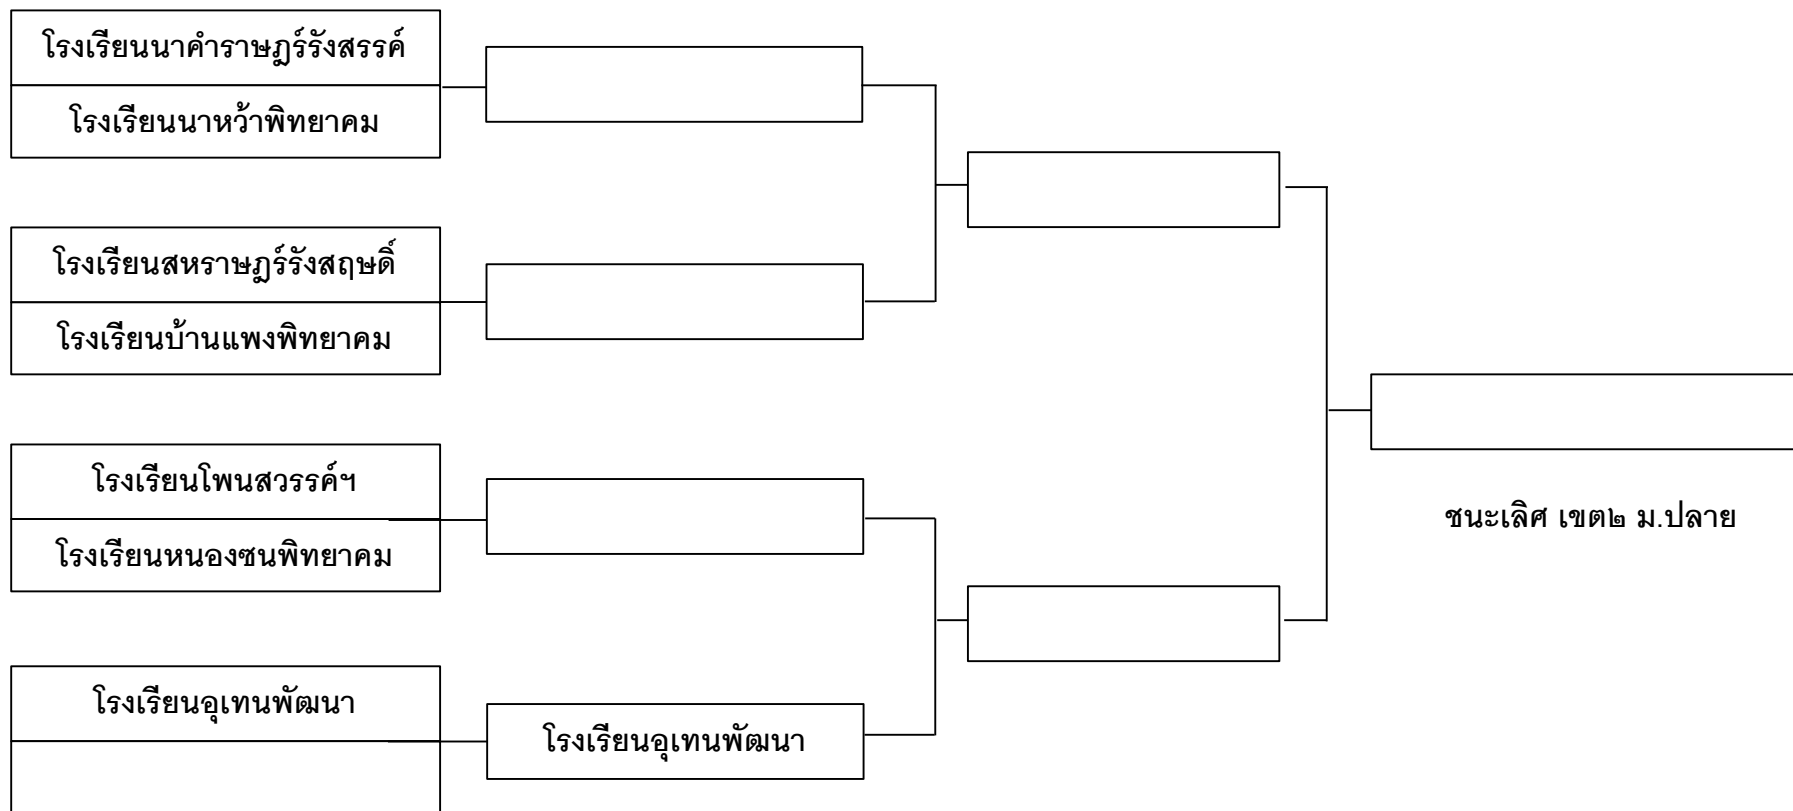 โรงเรียนนาคำราษฎร์รังสรรค์
โรงเรียนนาหว้าพิทยาคม
โรงเรียนสหราษฎร์รังสฤษดิ์
โรงเรียนบ้านแพงพิทยาคม
โรงเรียนโพนสวรรค์ฯ
โรงเรียนหนองซนพิทยาคม
ชนะเลิศ เขต๒ ม.ปลาย
โรงเรียนอุเทนพัฒนา
โรงเรียนอุเทนพัฒนา